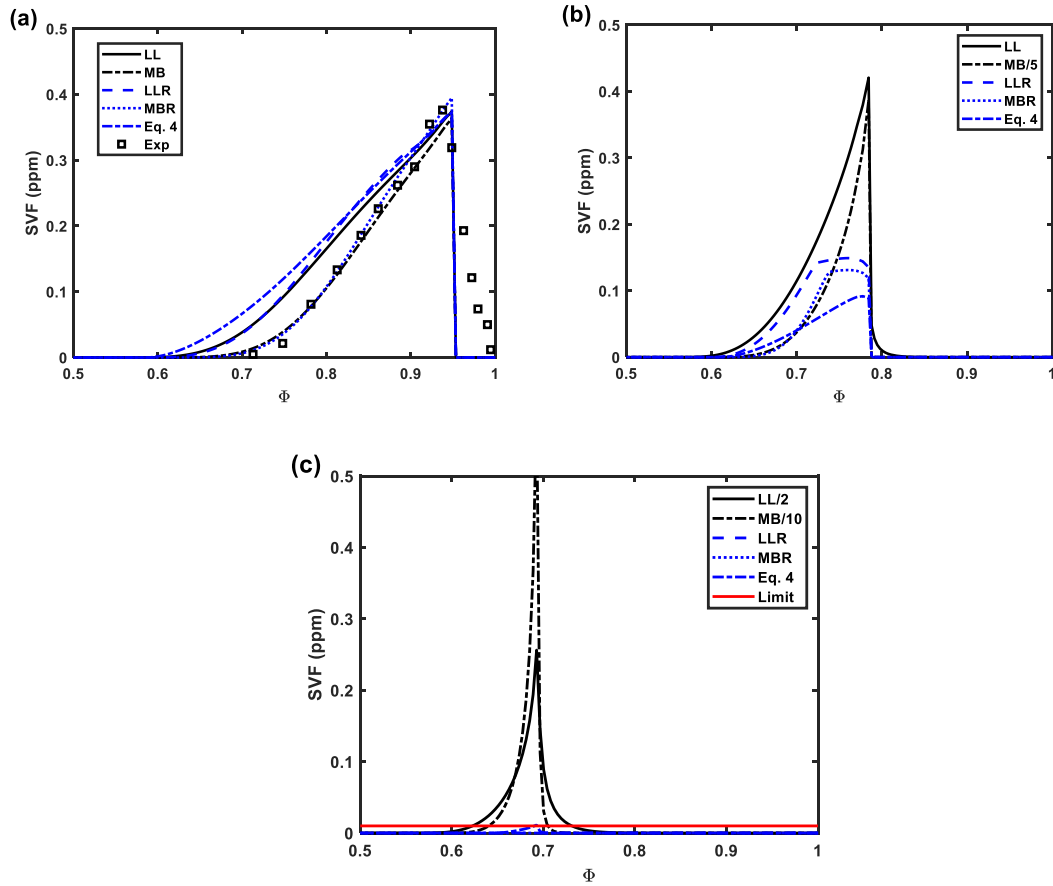 (a)
0.5
0.4
0.3
0.2
0.1
0
SVF (ppm)
LL
MB
LLR
MBR
Eq. 4
Exp
0.5
0.6
0.7
0.8
0.9
1
Φ
(b)
0.5
0.4
0.3
0.2
0.1
0
SVF (ppm)
LL
MB/5
LLR
MBR
Eq. 4
0.5
0.6
0.7
0.8
0.9
1
Φ
(c)
0.5
0.4
0.3
0.2
0.1
0
SVF (ppm)
LL/2
MB/10
LLR
MBR
Eq. 4
Limit
0.5
0.6
0.7
0.8
0.9
1
Φ